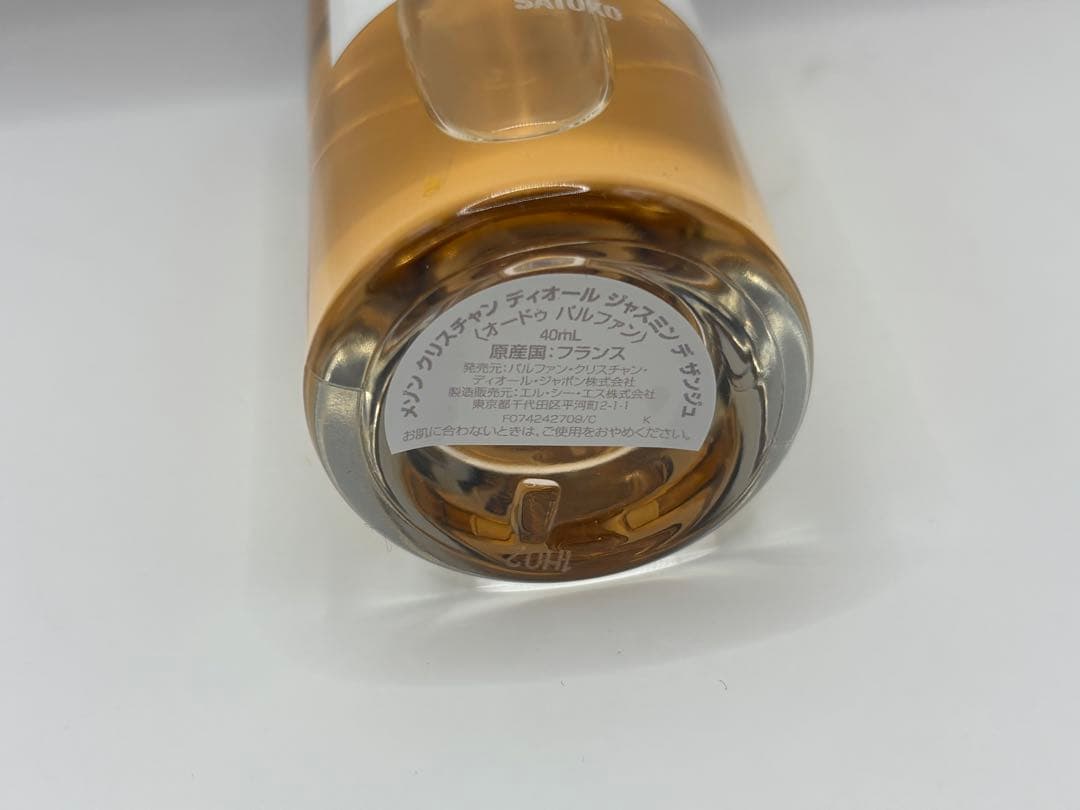 SATOKO
メゾン クリスチャン ディオール ジャスミン デ ザンジュ
（オードゥ パルファン）
40mL
原産国：フランス
発売元：パルファン・クリスチャン・
ディオール・ジャポン株式会社
製造販売元：エル・シー・エス株式会社
東京都千代田区平河町2-1-1
F074242709/C K
お肌に合わないときは、ご使用をおやめください。
1H02